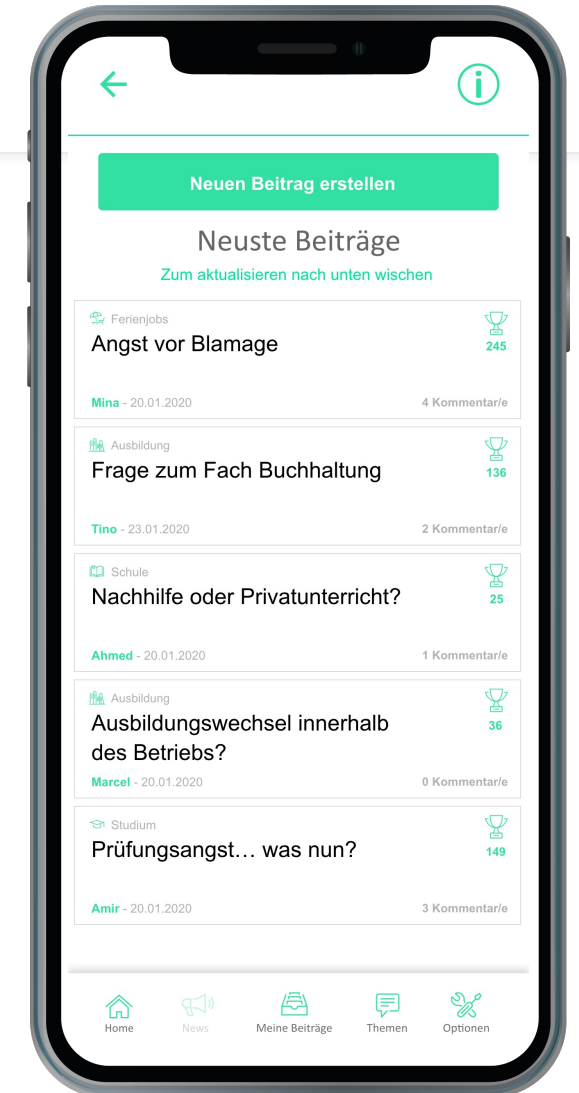 Neuen Beitrag erstellen
Neuste Beiträge
Zum aktualisieren nach unten wischen
Ferienjobs
Angst vor Blamage
245
Mina - 20.01.2020
4 Kommentar/e
Ausbildung
Frage zum Fach Buchhaltung
136
Tino - 23.01.2020
2 Kommentar/e
Schule
Nachhilfe oder Privatunterricht?
25
Ahmed - 20.01.2020
1 Kommentar/e
Ausbildung
Ausbildungswechsel innerhalb
des Betriebs?
36
Marcel - 20.01.2020
0 Kommentar/e
Studium
Prüfungsangst… was nun?
149
Amir - 20.01.2020
3 Kommentar/e
Home
News
Meine Beiträge
Themen
Optionen